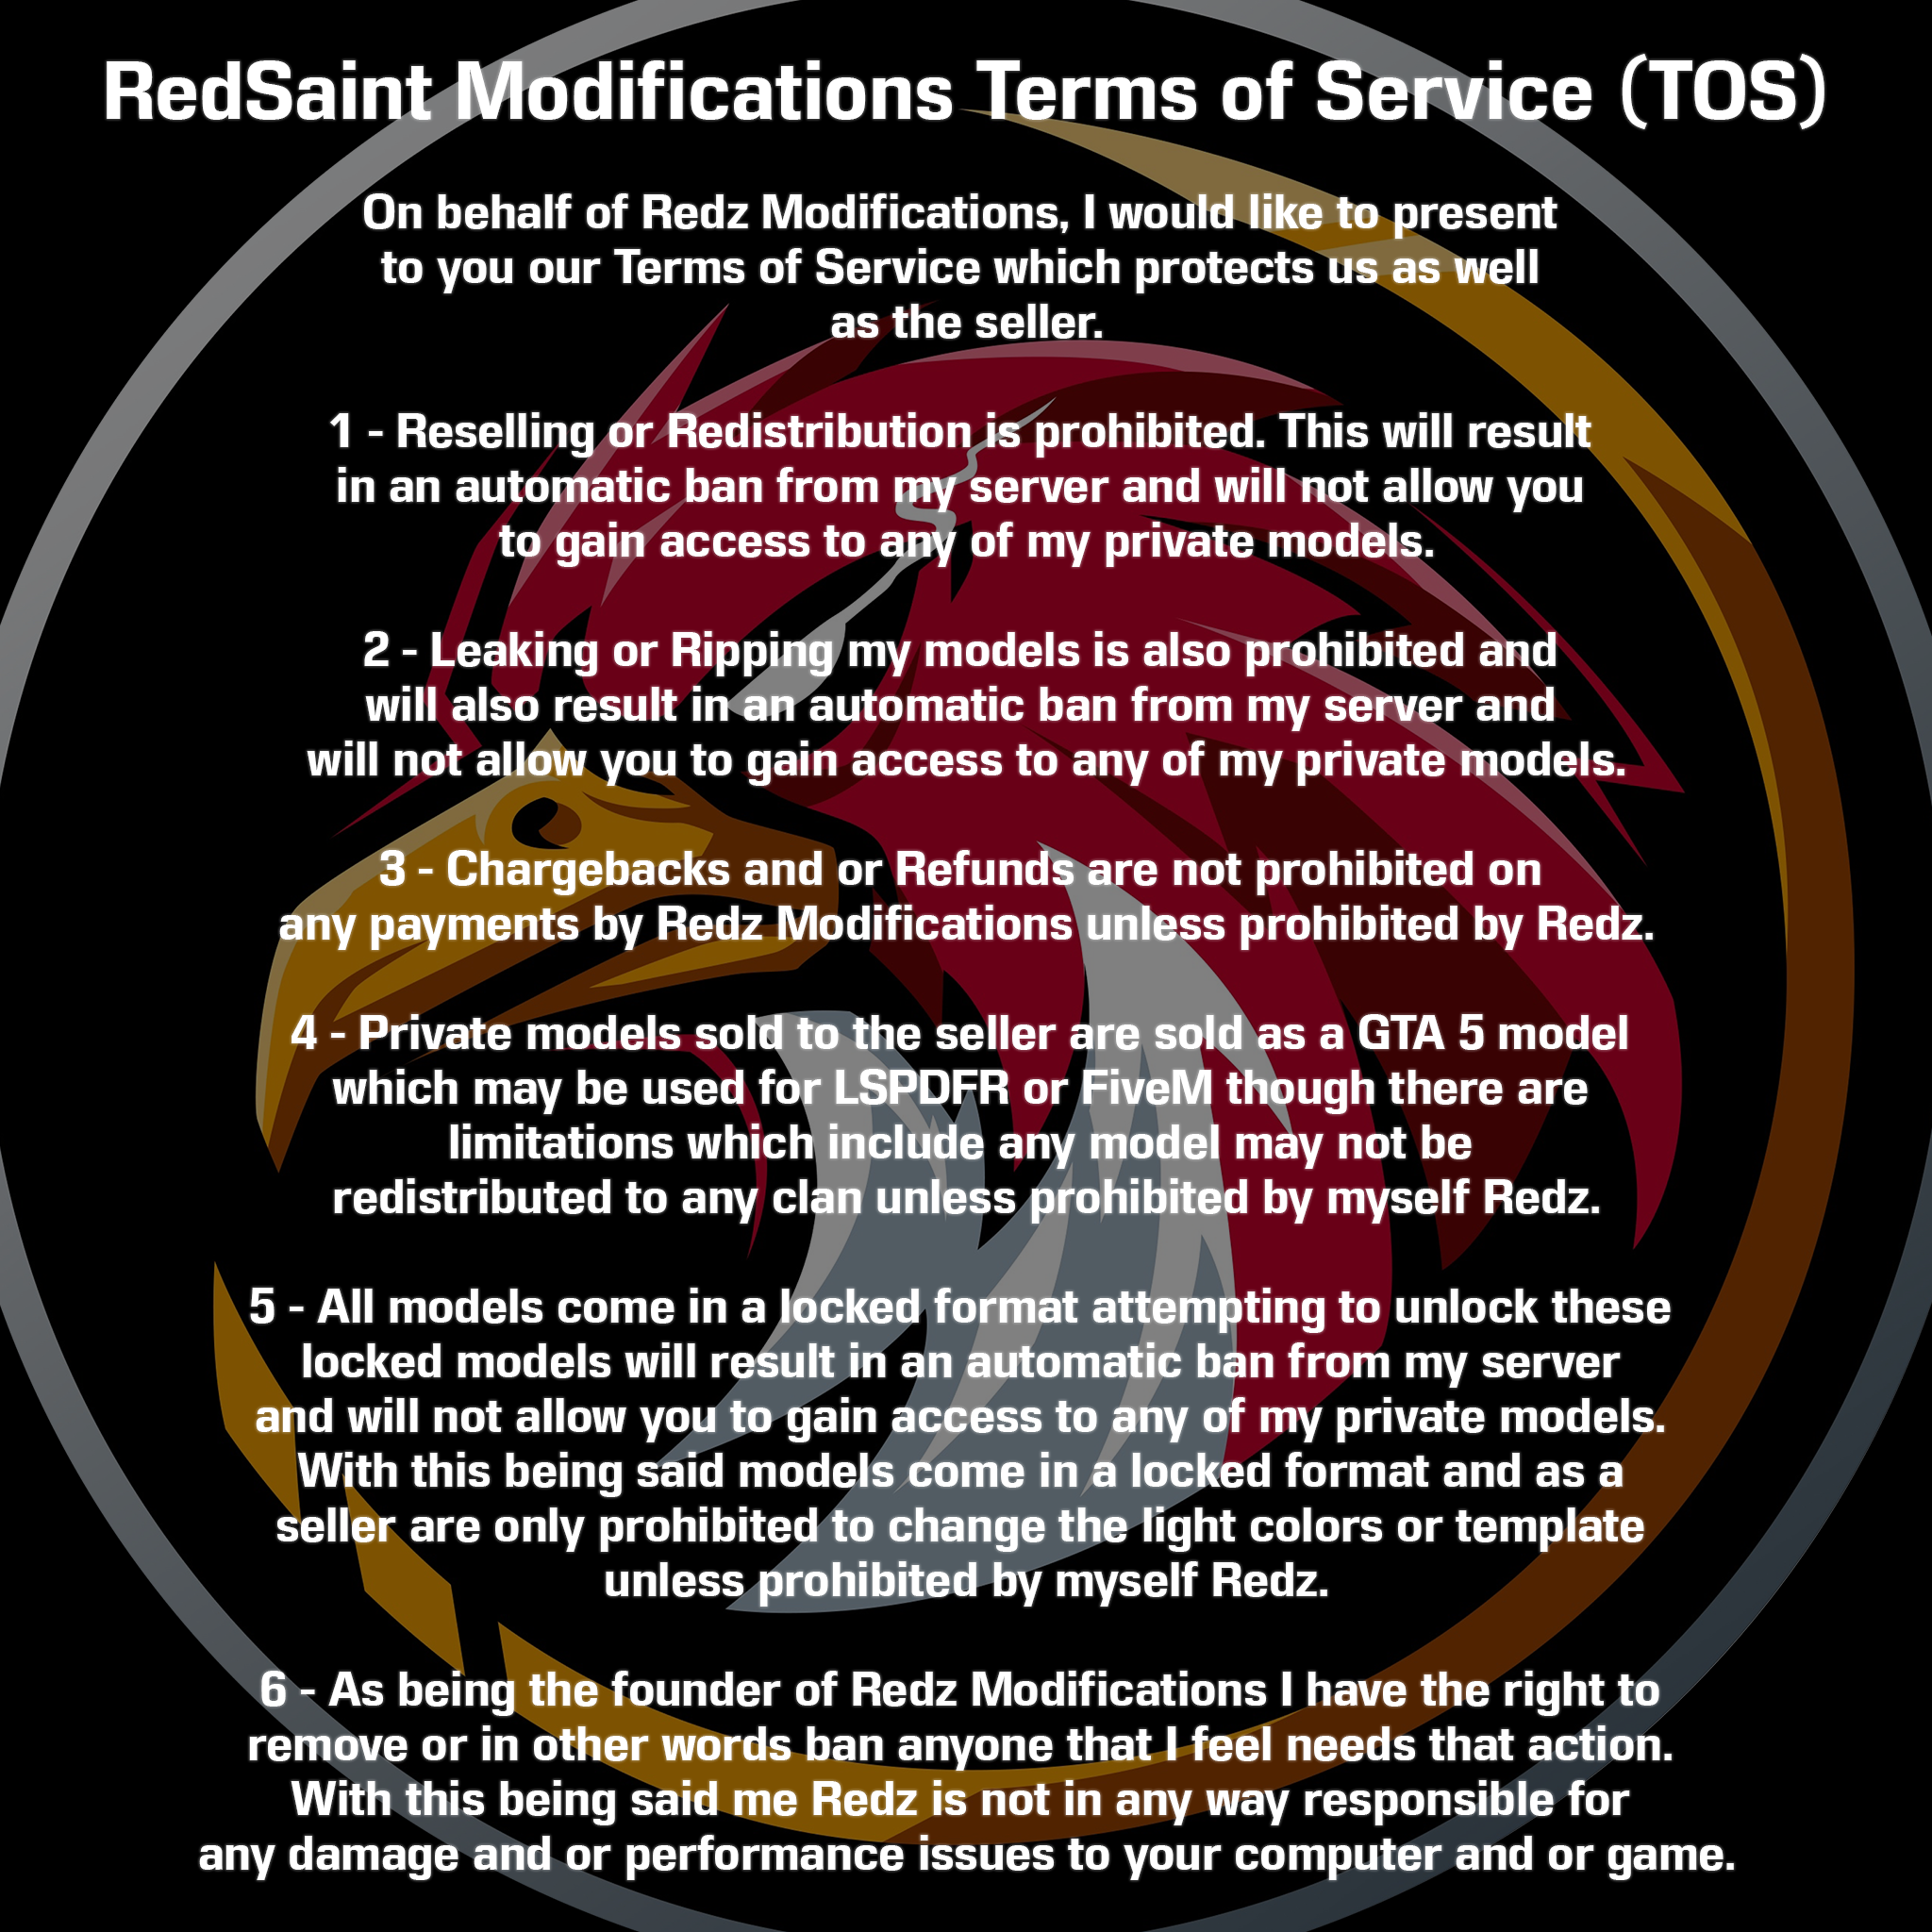 RedSaint Modifications Terms of Service (TOS)
On behalf of Redz Modifications, I would like to present
to you our Terms of Service which protects us as well
as the seller.
1 - Reselling or Redistribution is prohibited. This will result
in an automatic ban from my server and will not allow you
to gain access to any of my private models.
2 - Leaking or Ripping my models is also prohibited and
will also result in an automatic ban from my server and
will not allow you to gain access to any of my private models.
3 - Chargebacks and or Refunds are not prohibited on
any payments by Redz Modifications unless prohibited by Redz.
4 - Private models sold to the seller are sold as a GTA 5 model
which may be used for LSPDFR or FiveM though there are
limitations which include any model may not be
redistributed to any clan unless prohibited by myself Redz.
5 - All models come in a locked format attempting to unlock these
locked models will result in an automatic ban from my server
and will not allow you to gain access to any of my private models.
With this being said models come in a locked format and as a
seller are only prohibited to change the light colors or template
unless prohibited by myself Redz.
6 - As being the founder of Redz Modifications I have the right to
remove or in other words ban anyone that I feel needs that action.
With this being said me Redz is not in any way responsible for
any damage and or performance issues to your computer and or game.